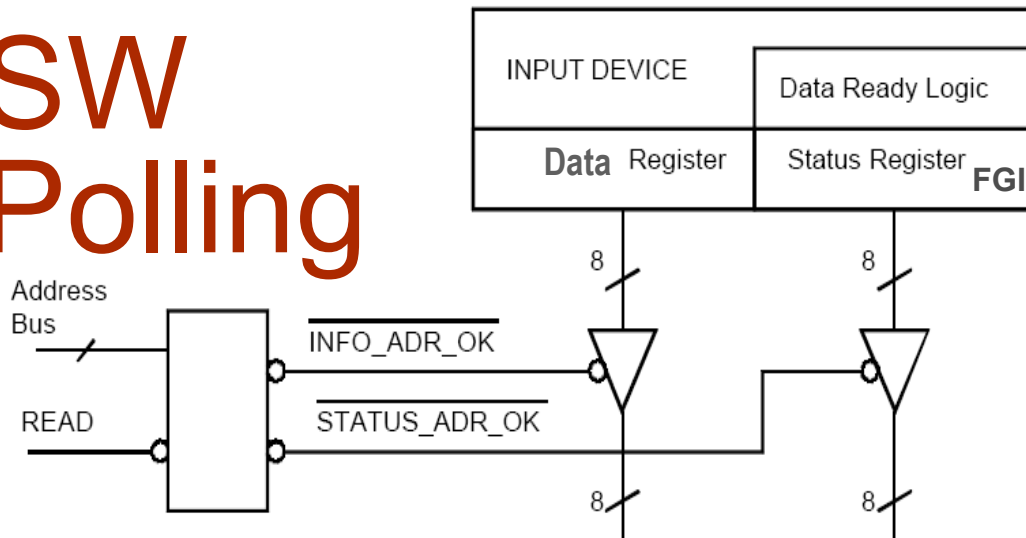 SW
Polling
INPUT DEVICE
Data Ready Logic
Data Register
Status Register FGI
8
8
Address
Bus
INFO_ADR_OK
READ
STATUS_ADR_OK
8
8